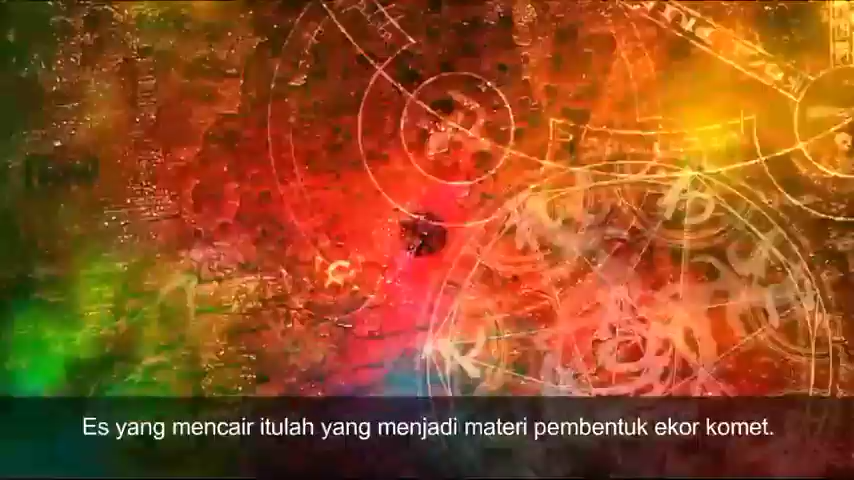 Es yang mencair itulah yang menjadi materi pembentuk ekor komet.